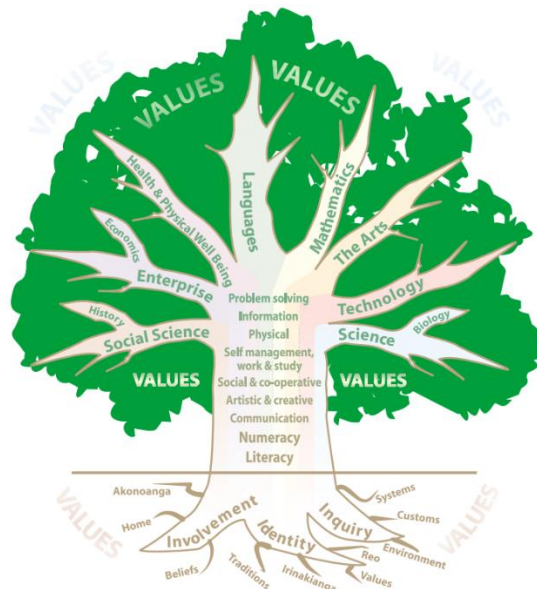 VALUES
VALUES
VALUES
VALUES
Health & Physical Well Being
Languages
Mathematics
The Arts
Economics
Enterprise
Technology
History
Social Science
Science
Biology
Problem solving
Information
Physical
Self management,
work & study
Social & co-operative
Artistic & creative
Communication
Numeracy
Literacy
VALUES
VALUES
Akonoanga
Home
Involvement
Beliefs
Traditions
Identity
Irinakianga
Values
Reo
Inquiry
Environment
Customs
Systems
VALUES
VALUES